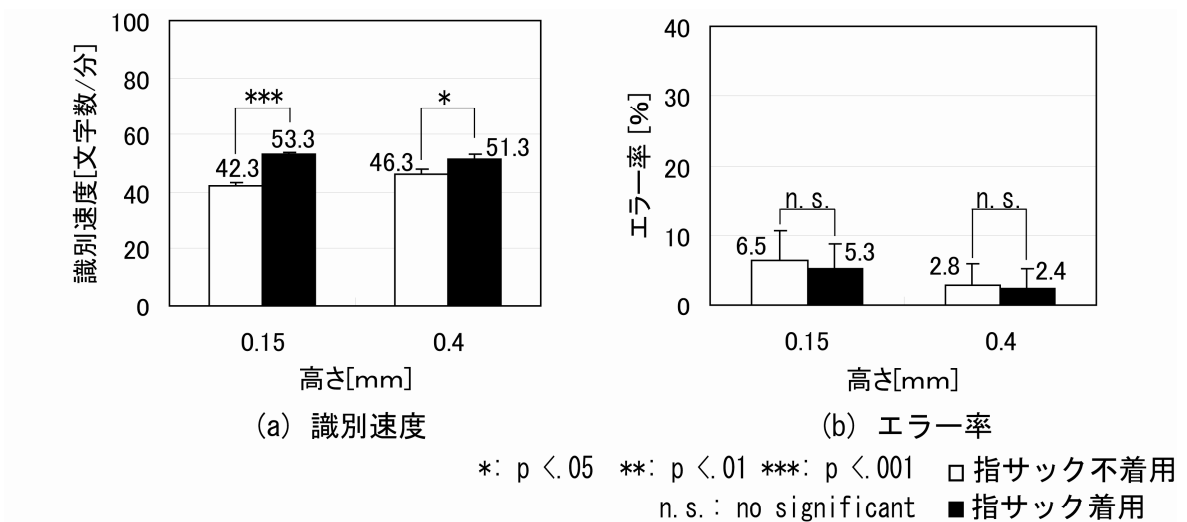 100
80
60
40
20
0
識別速度[文字数/分]
***
*
42.3
53.3
46.3
51.3
0.15
0.4
高さ[mm]
(a) 識別速度
40
30
20
10
0
エラー率 [%]
n.s.
n.s.
6.5
5.3
2.8
2.4
0.15
0.4
高さ[mm]
(b) エラー率
*: p <.05 **: p <.01 ***: p <.001
n.s.: no significant
指サック不着用
指サック着用